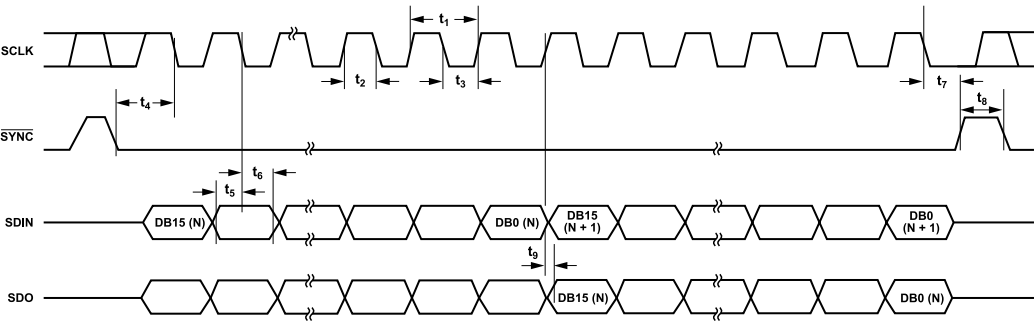 t1
SCLK
t2
t3
t7
t4
t8
SYNC
t6
t5
SDIN
DB15 (N)
DB0 (N)
DB15
(N + 1)
DB0
(N + 1)
t9
SDO
DB15 (N)
DB0 (N)